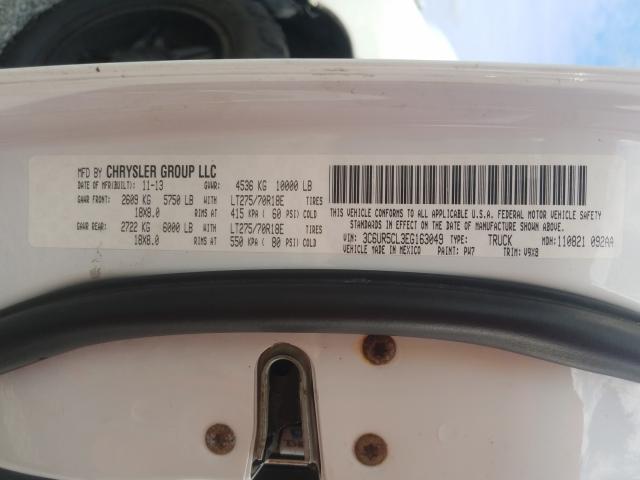 MFD BY CHRYSLER GROUP LLC
DATE OF MFR(BUILT): 11-13 GVWR: 4536 KG 10000 LB
GAWR FRONT: 2609 KG 5750 LB WITH LT275/70R18E TIRES
18X8.0 RIMS AT 415 KPA ( 60 PSI) COLD
GAWR REAR: 2722 KG 6000 LB WITH LT275/70R18E TIRES
18X8.0 RIMS AT 550 KPA ( 80 PSI) COLD
THIS VEHICLE CONFORMS TO ALL APPLICABLE U.S.A. FEDERAL MOTOR VEHICLE SAFETY
STANDARDS IN EFFECT ON THE DATE OF MANUFACTURE SHOWN ABOVE.
VIN: 3C6UR5CL3EG163049 TYPE: TRUCK MDH: 110821 092AA
VEHICLE MADE IN MEXICO PAINT: PW7 TRIM: V9X8